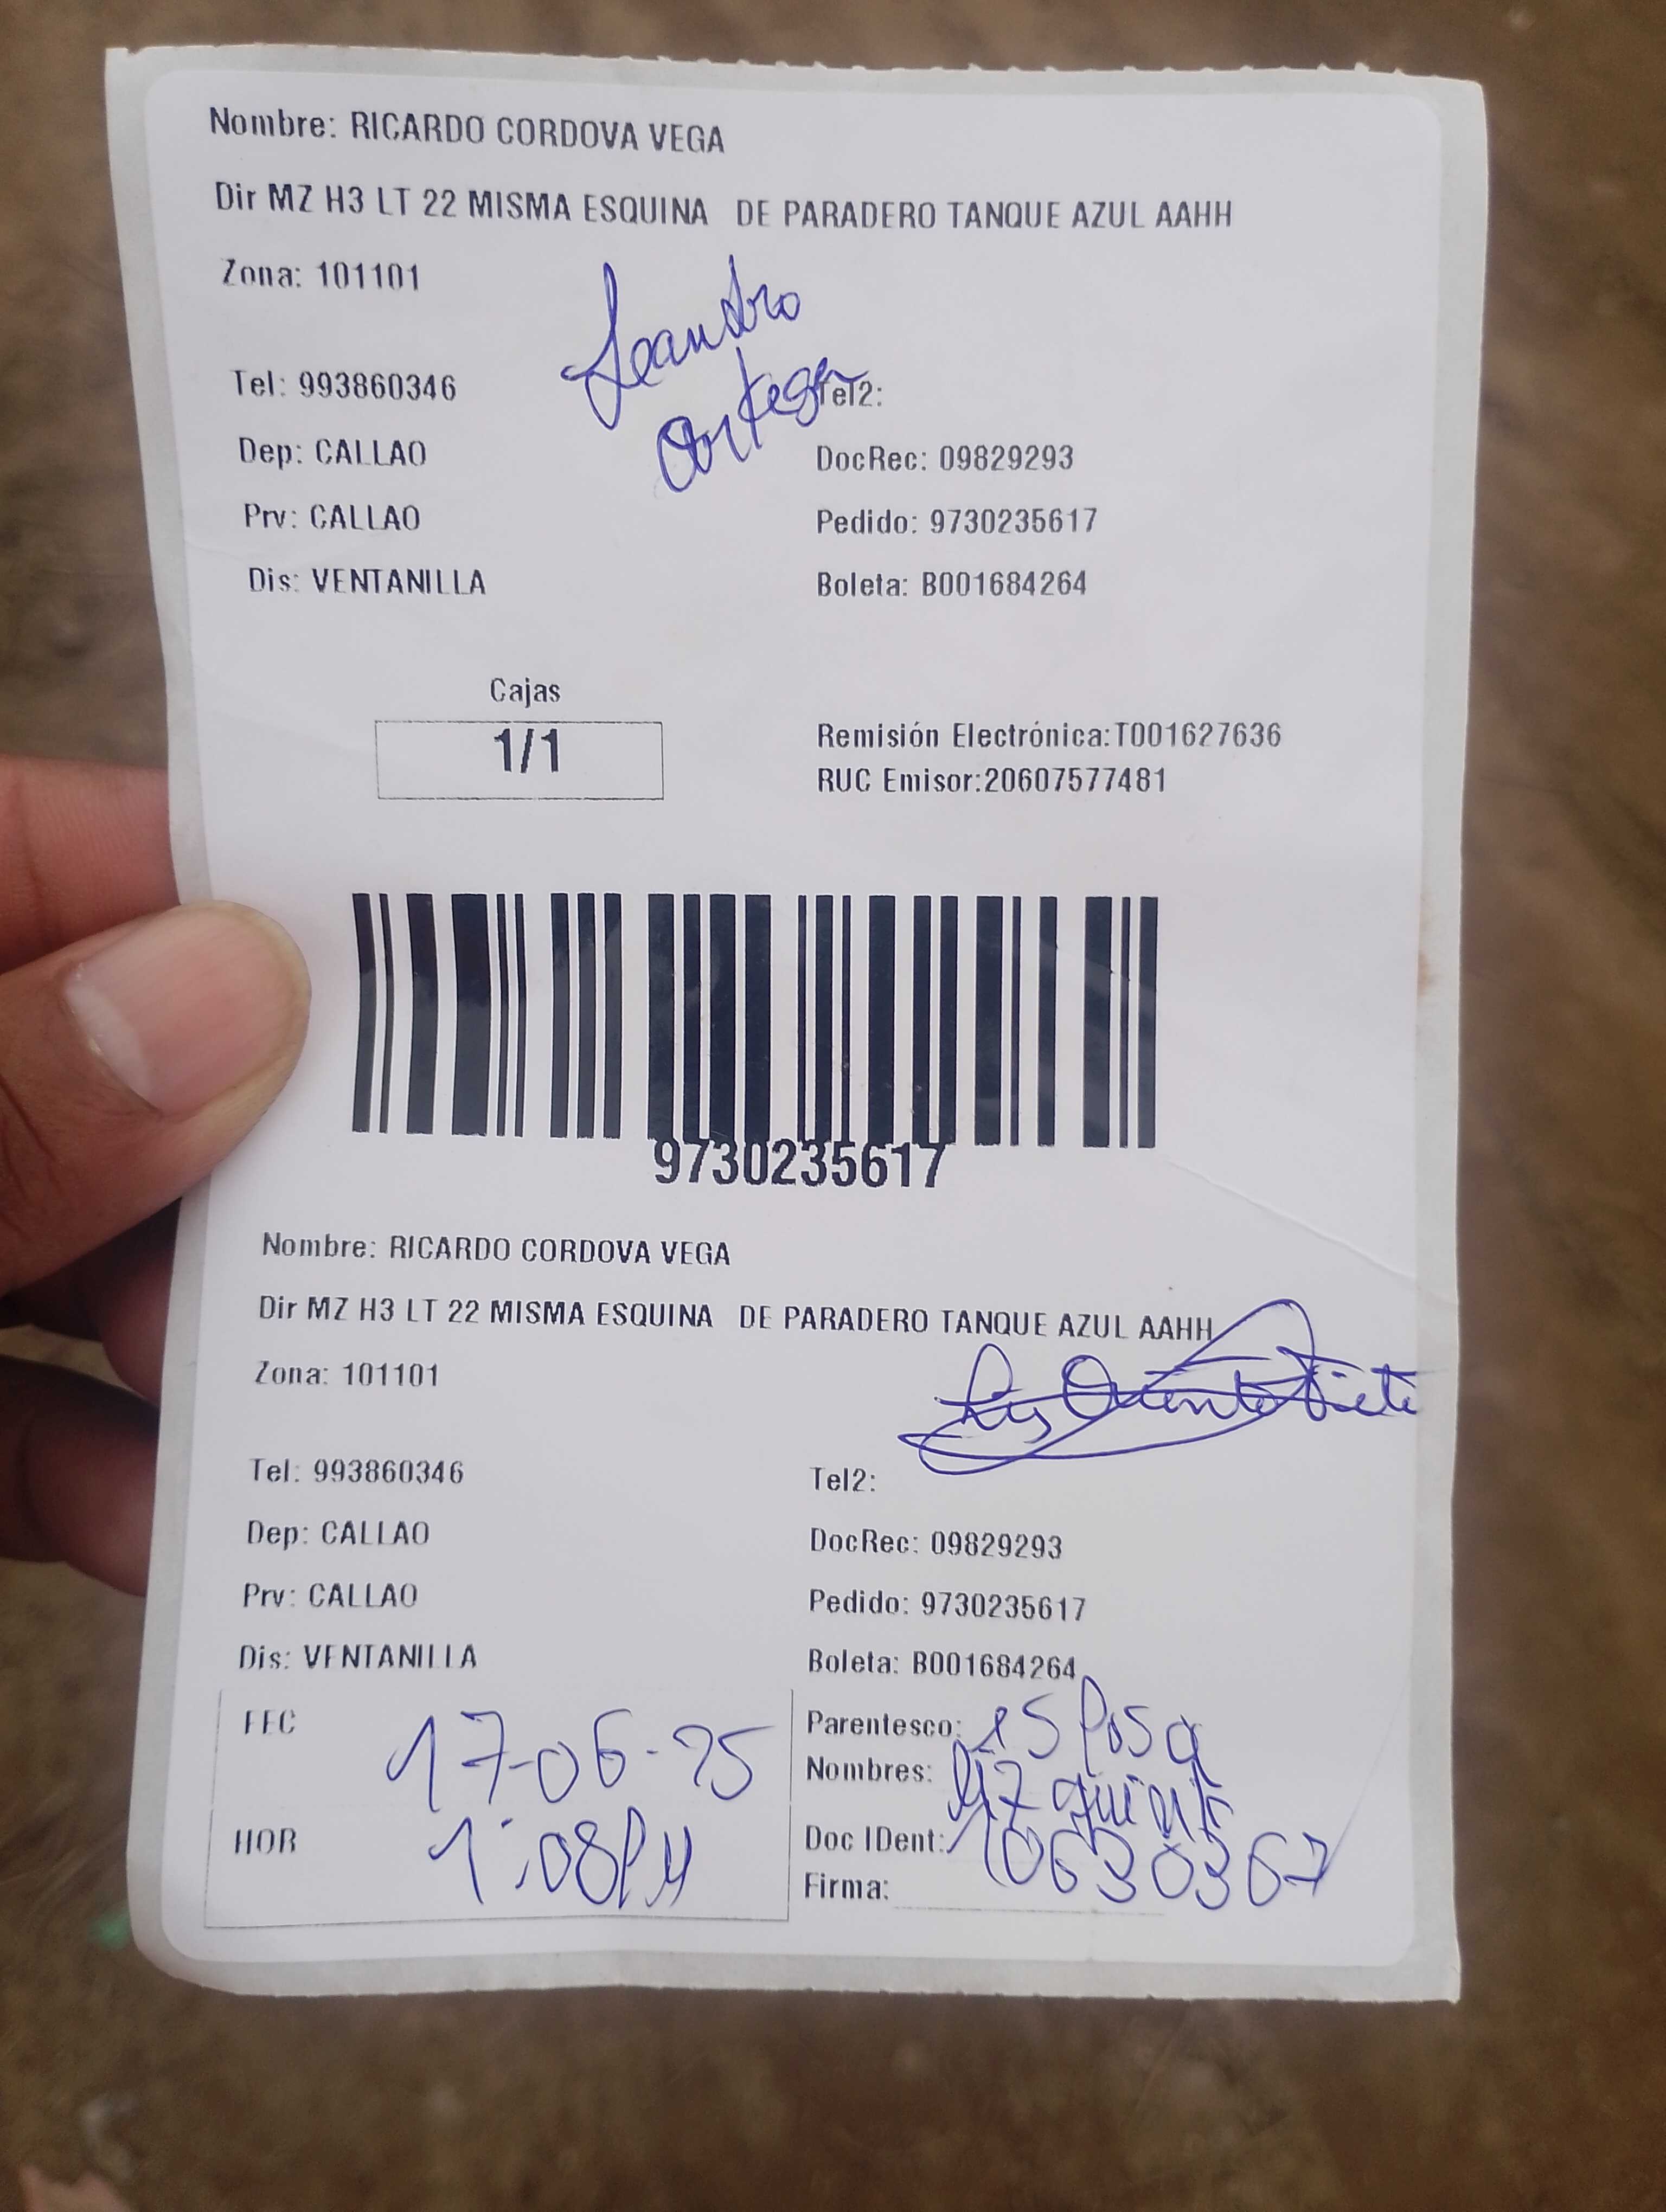 Nombre: RICARDO CORDOVA VEGA
Dir MZ H3 LT 22 MISMA ESQUINA DE PARADERO TANQUE AZUL AAHH
Zona: 101101
Leandro
Ortega
Tel: 993860346 Tel2:
Dep: CALLAO DocRec: 09829293
Prv: CALLAO Pedido: 9730235617
Dis: VENTANILLA Boleta: B001684264
Cajas
1/1
Remisión Electrónica:T001627636
RUC Emisor:20607577481
9730235617
Nombre: RICARDO CORDOVA VEGA
Dir MZ H3 LT 22 MISMA ESQUINA DE PARADERO TANQUE AZUL AAHH
Zona: 101101
Tel: 993860346 Tel2:
Dep: CALLAO DocRec: 09829293
Prv: CALLAO Pedido: 9730235617
Dis: VENTANILLA Boleta: B001684264
FEC 17-06-25
HOR 1:08PM
Parentesco: esposa
Nombres:
Doc IDent: 10630367
Firma: